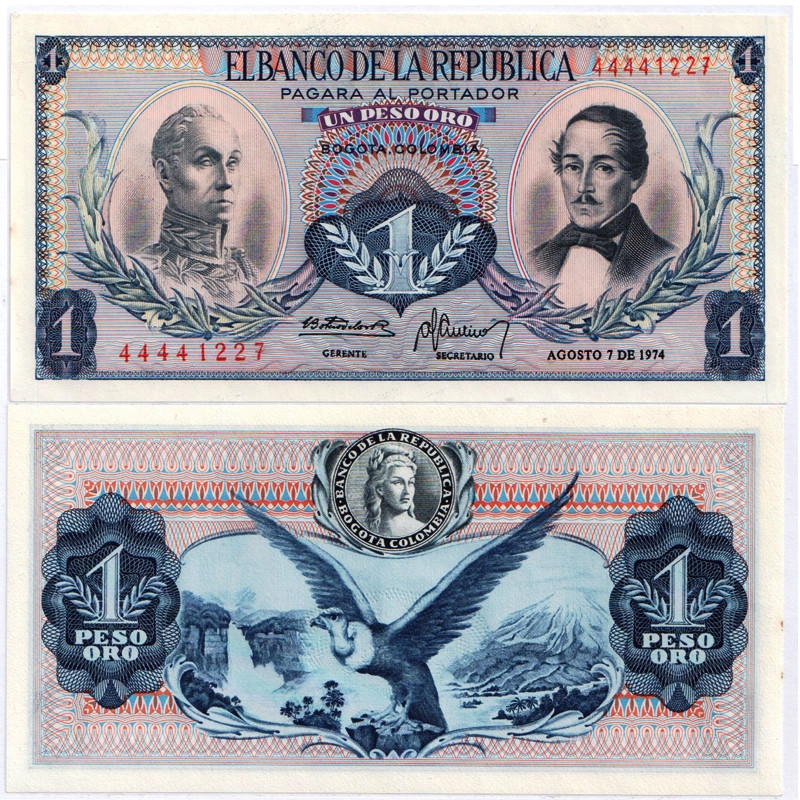 1 1
EL BANCO DE LA REPUBLICA 44441227
PAGARA AL PORTADOR
UN PESO ORO
BOGOTA, COLOMBIA
1
1 1
44441227
GERENTE SECRETARIO AGOSTO 7 DE 1974
BANCO DE LA REPUBLICA
BOGOTA COLOMBIA
1 1
PESO PESO
ORO ORO